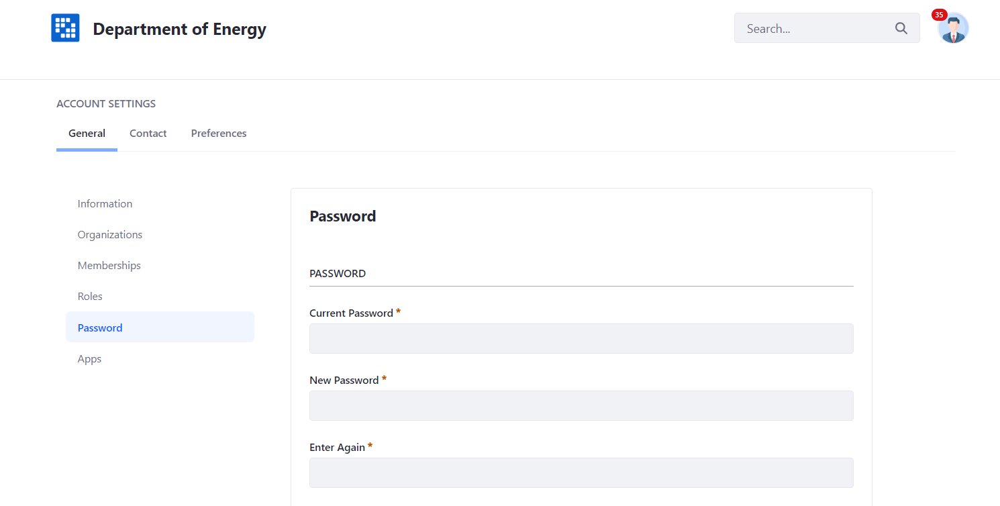 Department of Energy
Search...
35
ACCOUNT SETTINGS
General Contact Preferences
Information
Organizations
Memberships
Roles
Password
Apps
Password
PASSWORD
Current Password *
New Password *
Enter Again *